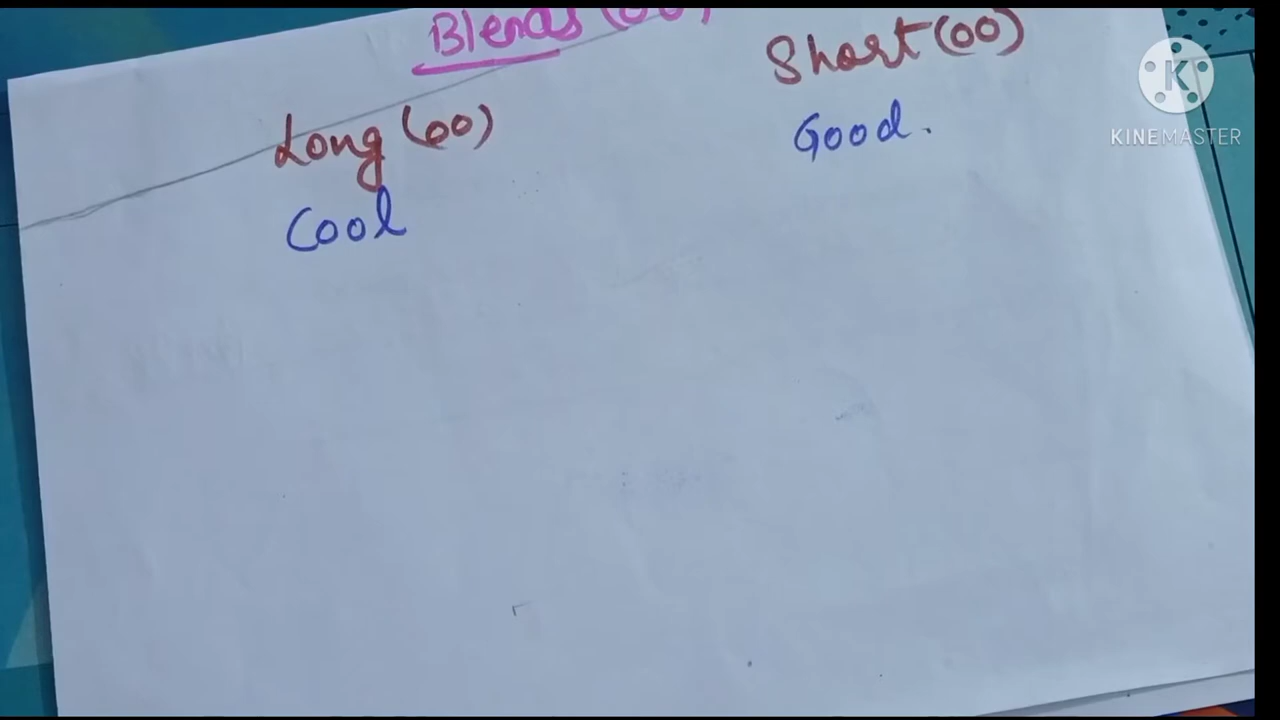 Blends (oo)
Short (oo)
Long (oo)
Good.
Cool
KINEMASTER